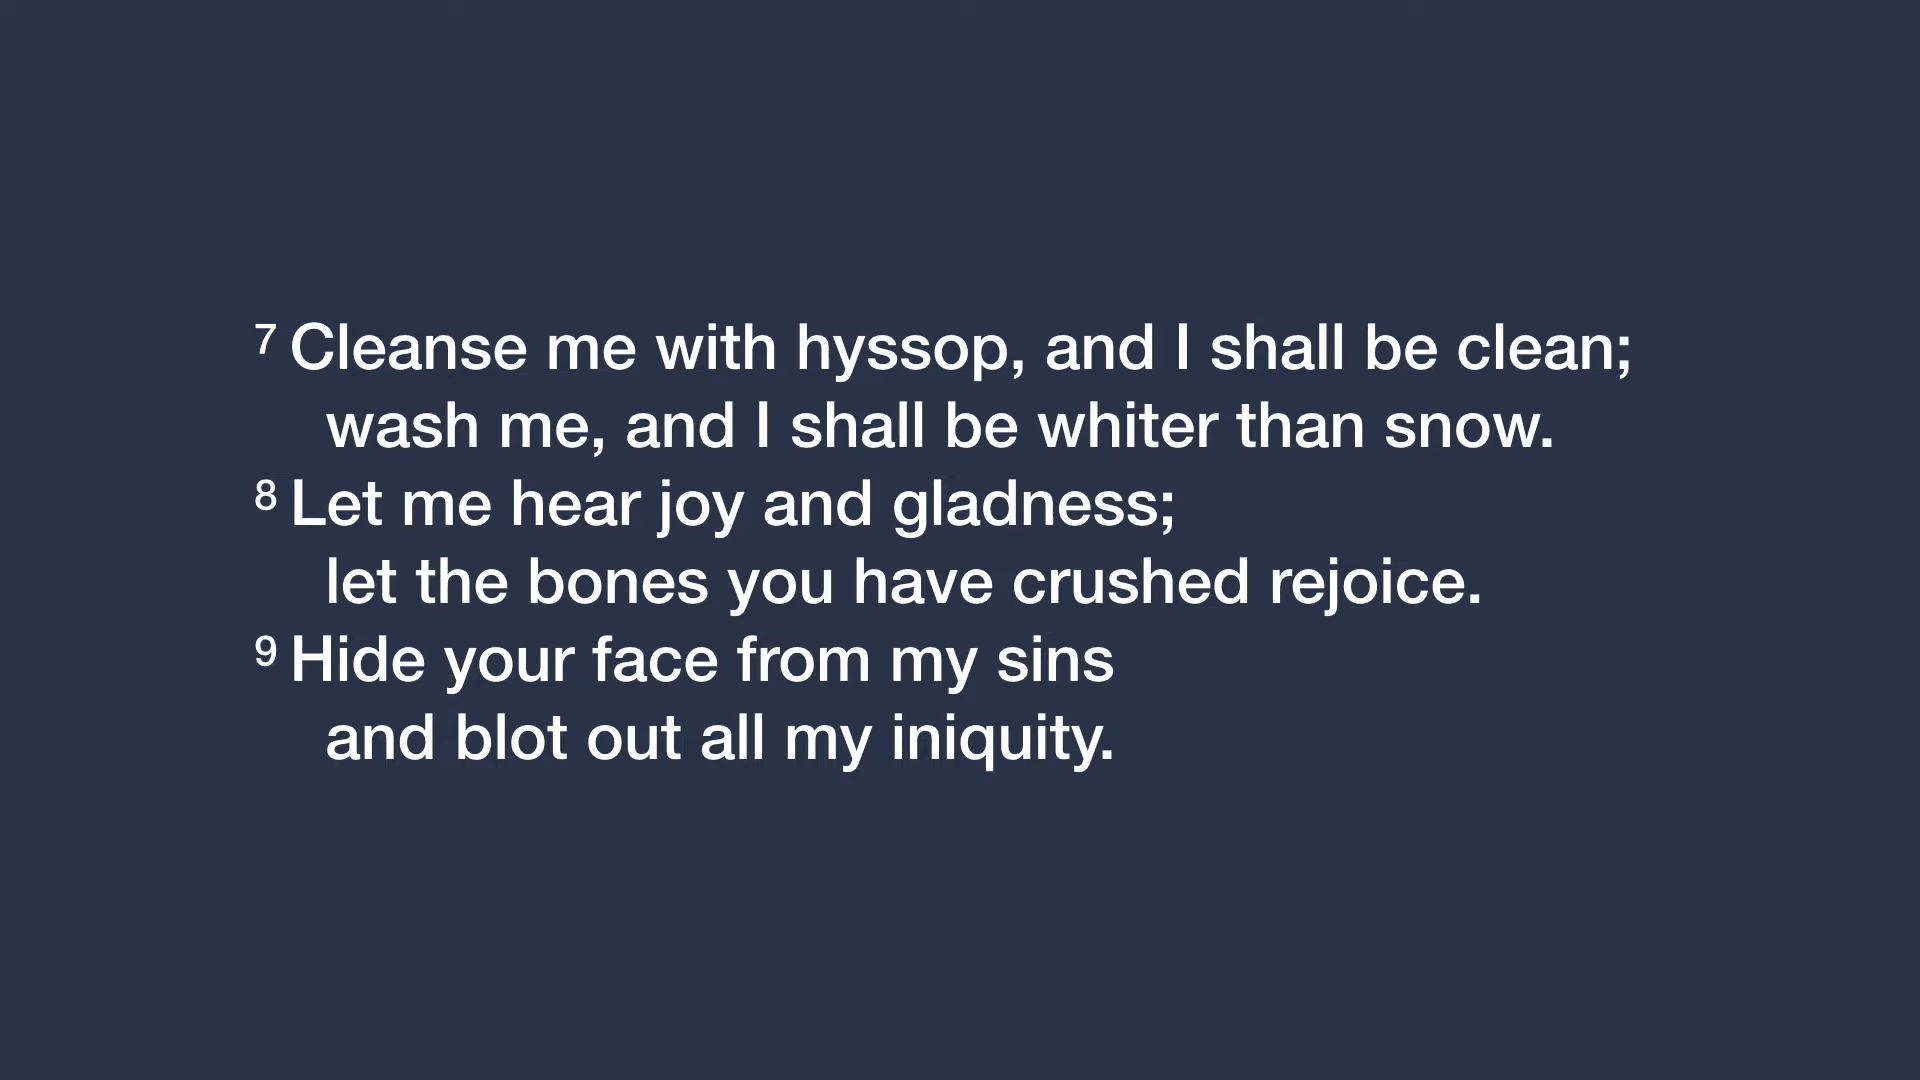 7 Cleanse me with hyssop, and I shall be clean;
wash me, and I shall be whiter than snow.
8 Let me hear joy and gladness;
let the bones you have crushed rejoice.
9 Hide your face from my sins
and blot out all my iniquity.